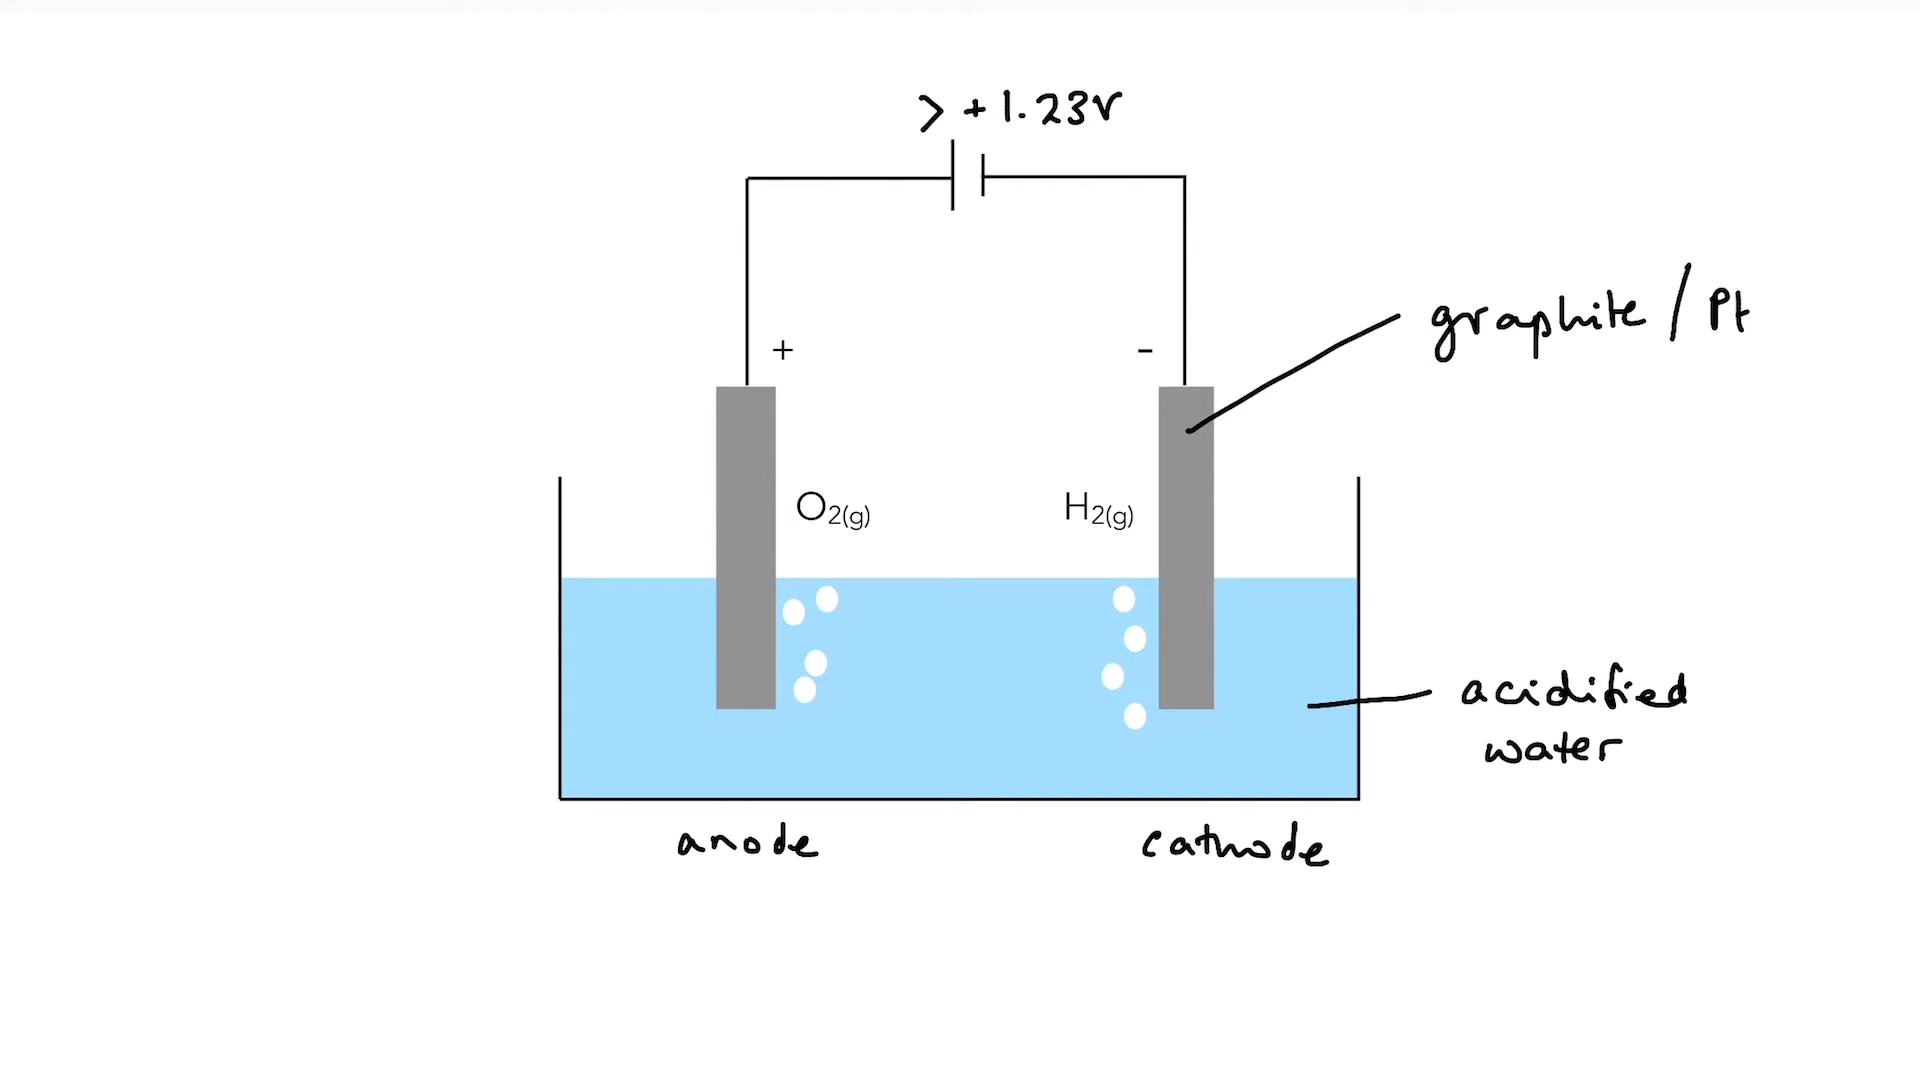 > +1.23V
graphite / Pt
+
-
O₂(g)
H₂(g)
acidified
water
anode
cathode